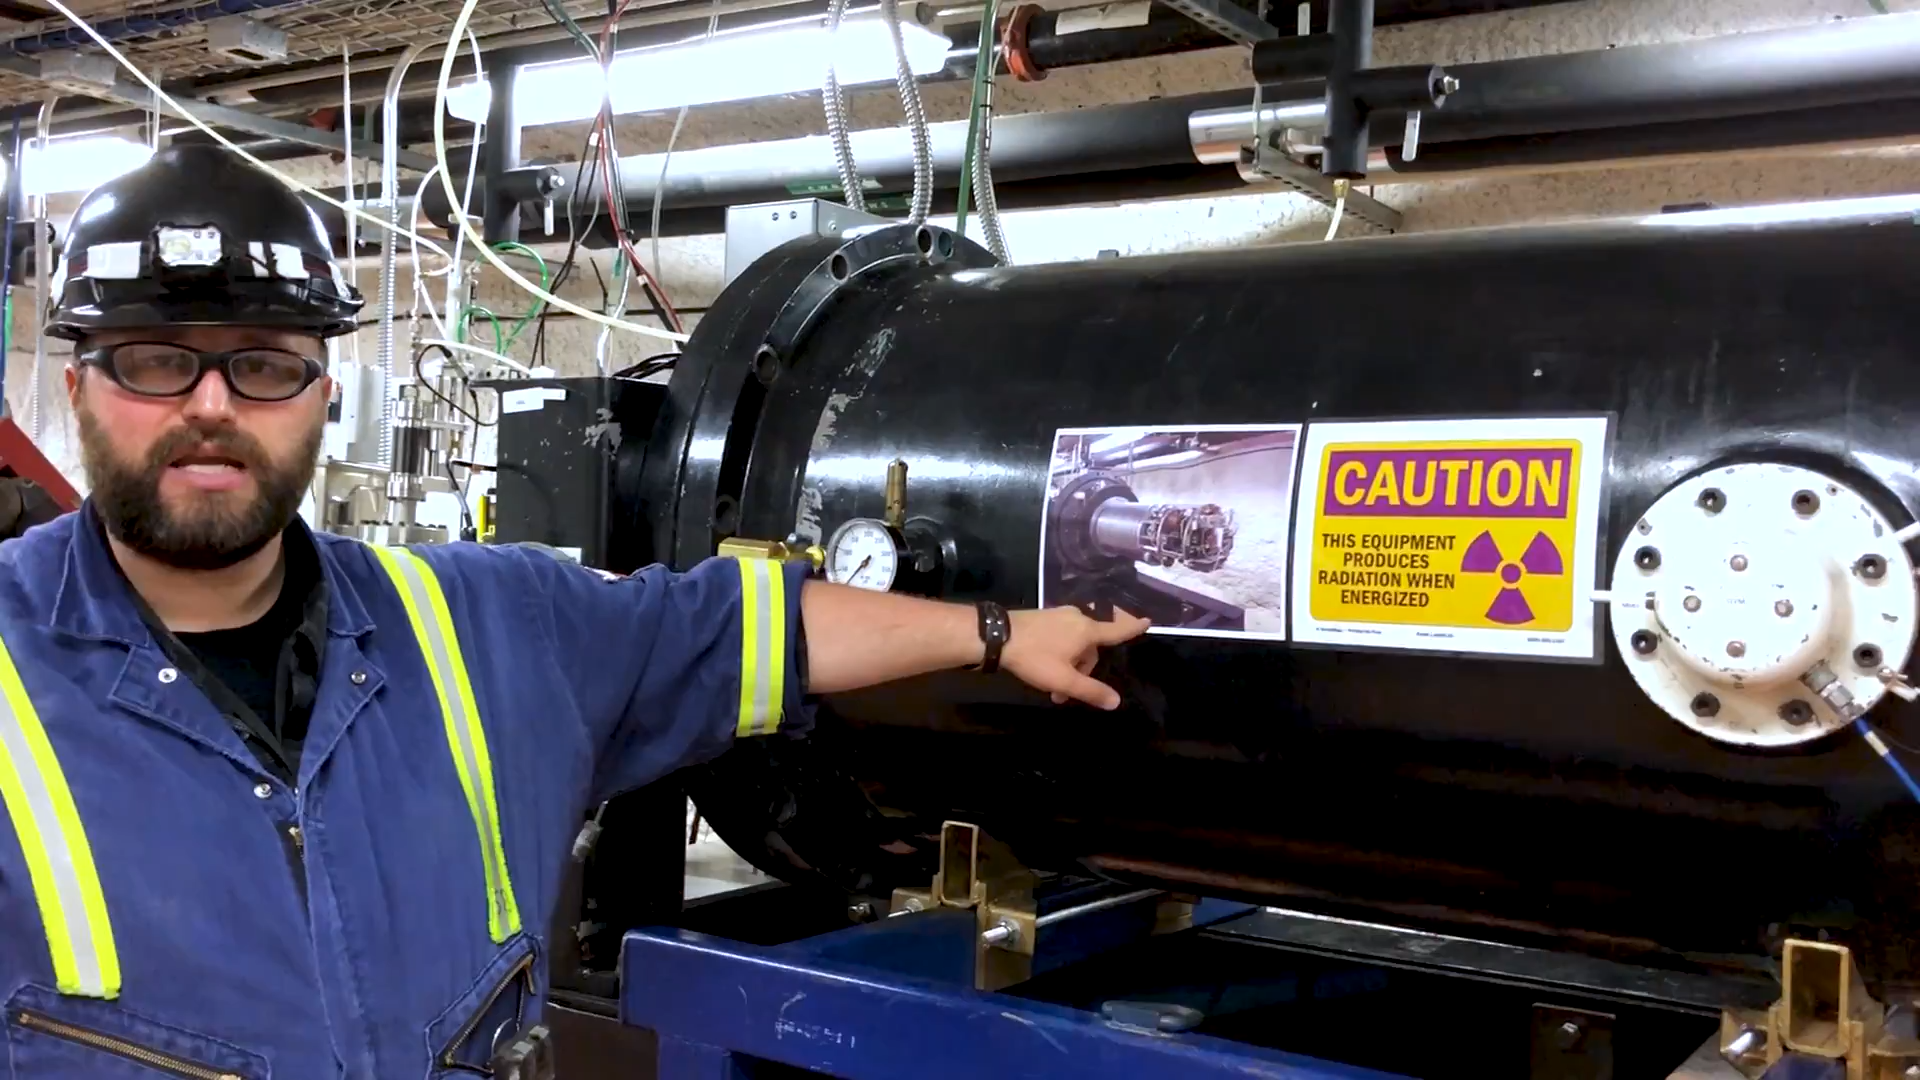 CAUTION
THIS EQUIPMENT
PRODUCES
RADIATION WHEN
ENERGIZED